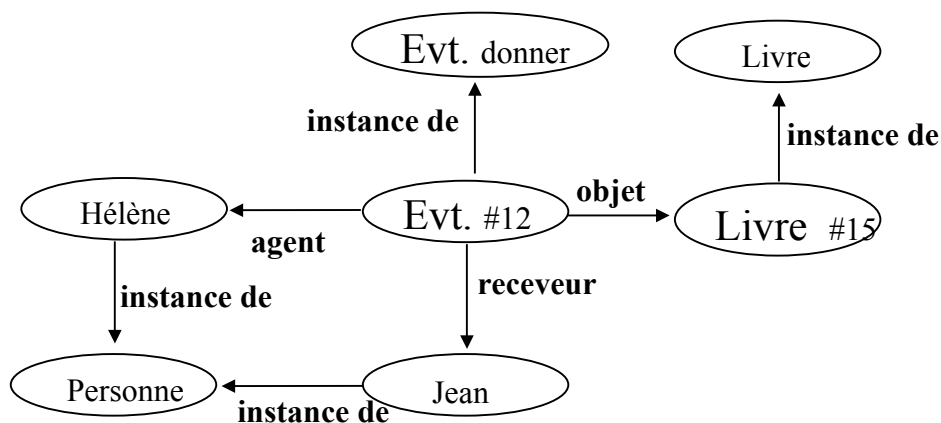 Evt. donner
Livre
instance de
instance de
Hélène
Evt. #12
objet
Livre #15
agent
instance de
receveur
Personne
Jean
instance de